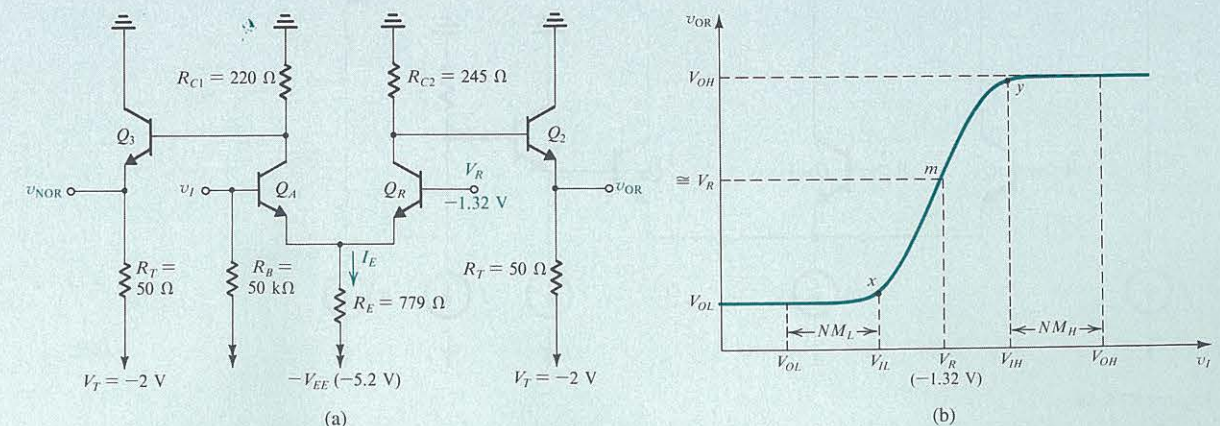 R_C1 = 220 Ω
R_C2 = 245 Ω
Q_3
Q_2
v_NOR
v_I
Q_A
Q_R
V_R
−1.32 V
v_OR
I_E
R_T =
50 Ω
R_B =
50 kΩ
R_E = 779 Ω
R_T = 50 Ω
V_T = −2 V
−V_EE (−5.2 V)
V_T = −2 V
(a)
v_OR
V_OH
y
≅ V_R
m
x
V_OL
NM_L
NM_H
V_OL
V_IL
V_R
(−1.32 V)
V_IH
V_OH
v_I
(b)